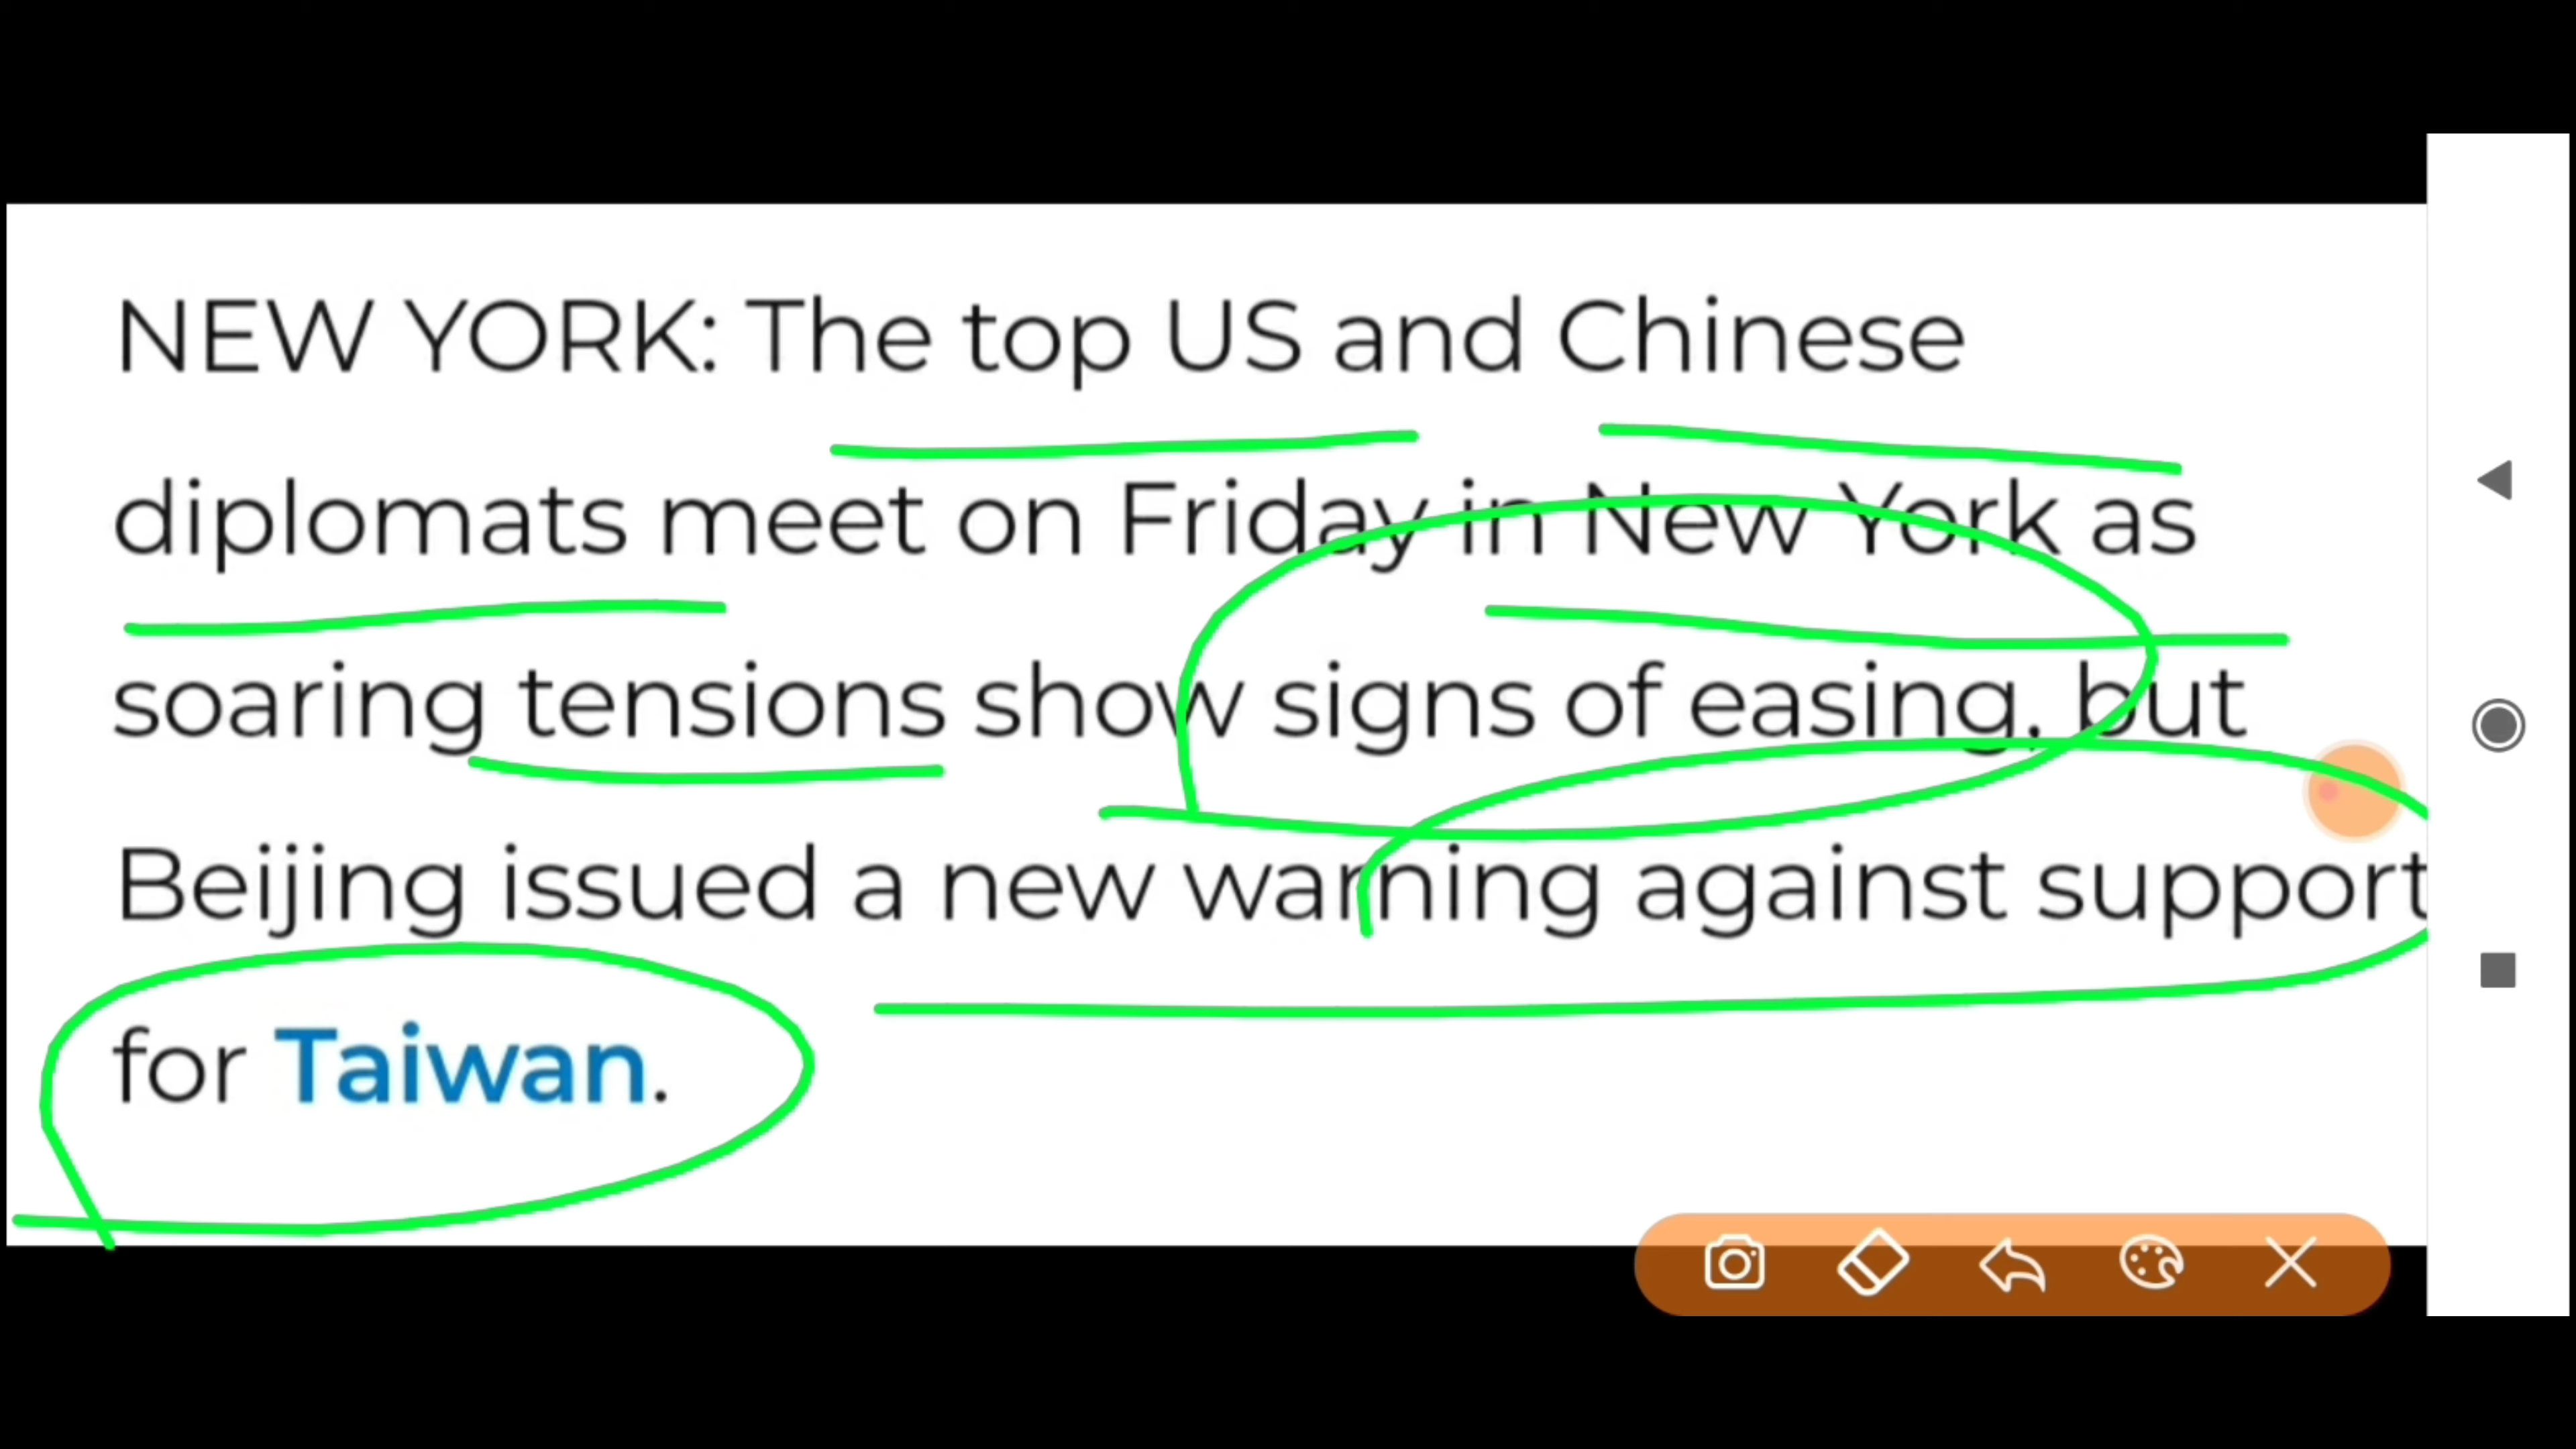 NEW YORK: The top US and Chinese
diplomats meet on Friday in New York as
soaring tensions show signs of easing, but
Beijing issued a new warning against support
for Taiwan.